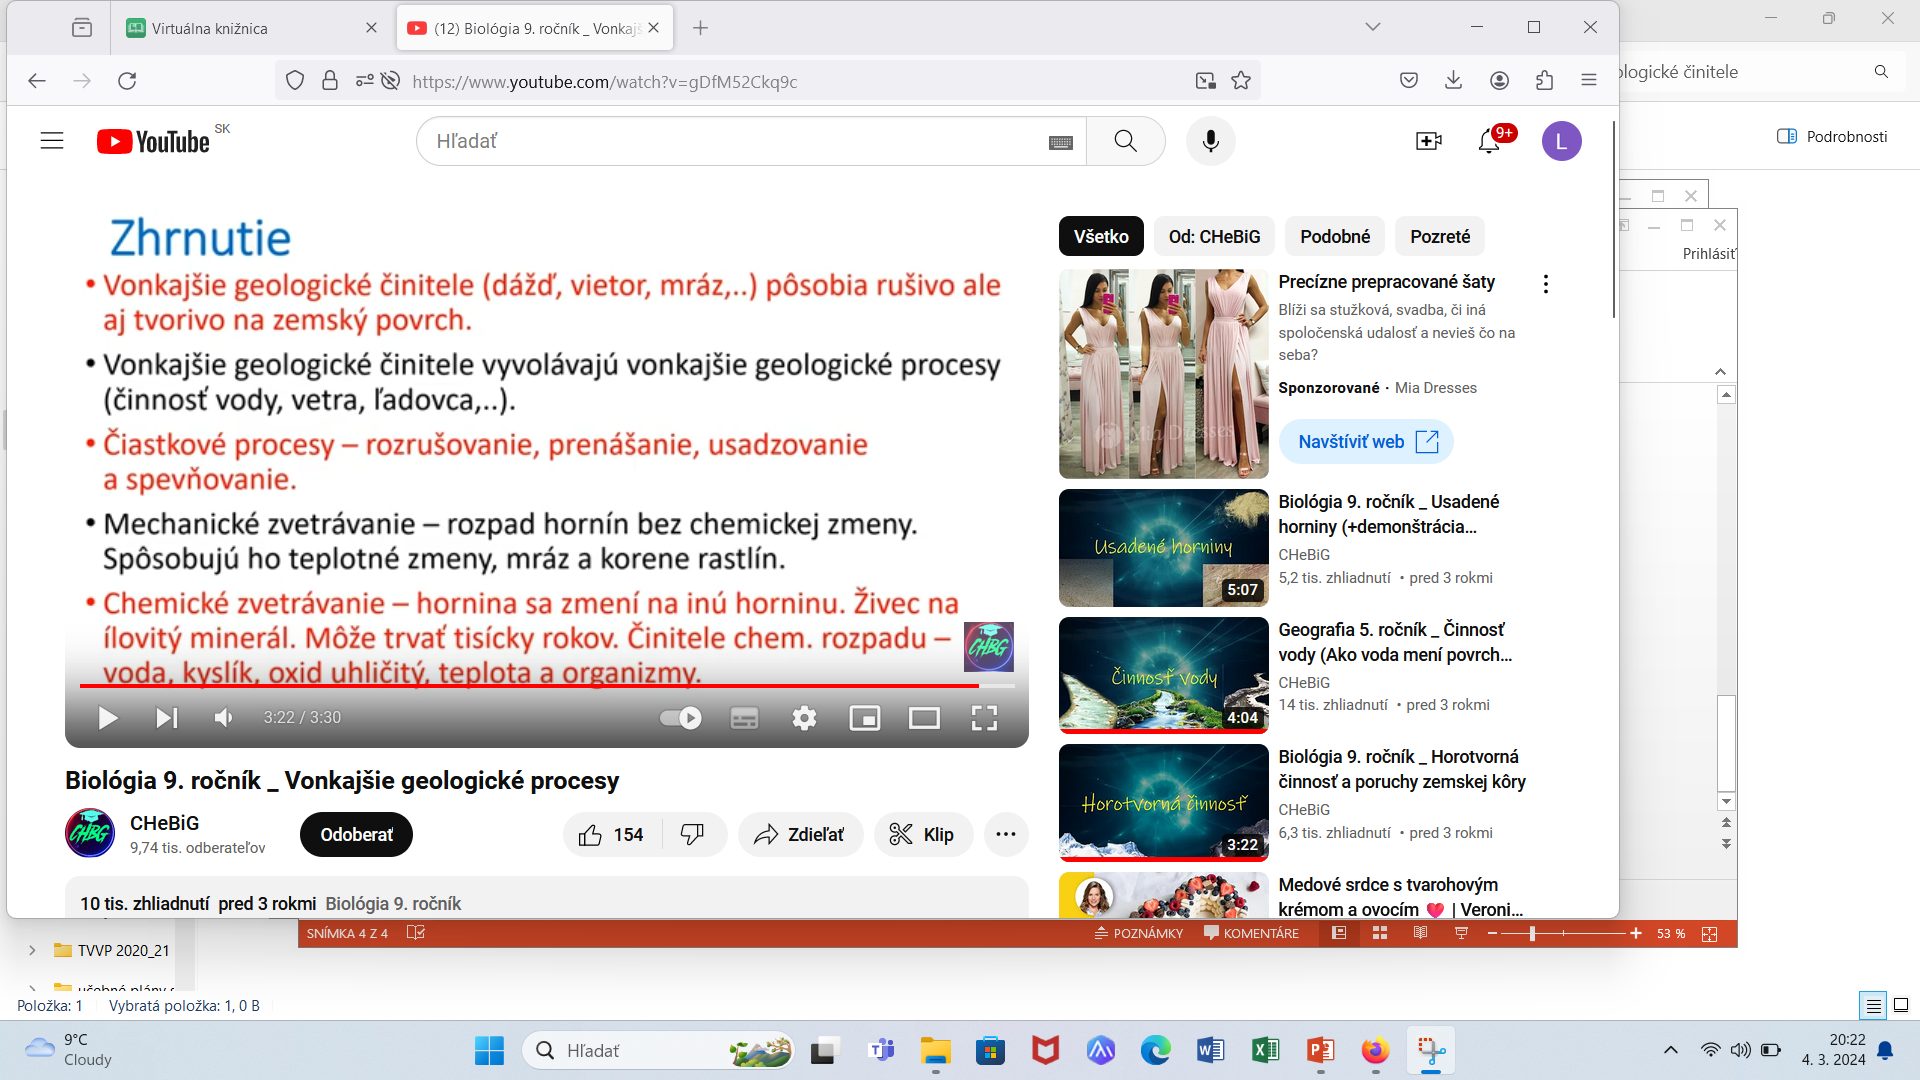 Virtuálna knižnica
(12) Biológia 9. ročník _ Vonkajš
https://www.youtube.com/watch?v=gDfM52Ckq9c
ologické činitele
YouTube SK
Hľadať
9+
L
Podrobnosti
Prihlásiť
Zhrnutie
• Vonkajšie geologické činitele (dážď, vietor, mráz,..) pôsobia rušivo ale
aj tvorivo na zemský povrch.
• Vonkajšie geologické činitele vyvolávajú vonkajšie geologické procesy
(činnosť vody, vetra, ľadovca,..).
• Čiastkové procesy – rozrušovanie, prenášanie, usadzovanie
a spevňovanie.
• Mechanické zvetrávanie – rozpad hornín bez chemickej zmeny.
Spôsobujú ho teplotné zmeny, mráz a korene rastlín.
• Chemické zvetrávanie – hornina sa zmení na inú horninu. Živec na
ílovitý minerál. Môže trvať tisícky rokov. Činitele chem. rozpadu –
voda, kyslík, oxid uhličitý, teplota a organizmy.
CHBG
3:22 / 3:30
Biológia 9. ročník _ Vonkajšie geologické procesy
CHBG
CHeBiG
9,74 tis. odberateľov
Odoberať
154
Zdieľať
Klip
10 tis. zhliadnutí pred 3 rokmi Biológia 9. ročník
Všetko
Od: CHeBiG
Podobné
Pozreté
Mia Dresses
Precízne prepracované šaty
Blíži sa stužková, svadba, či iná
spoločenská udalosť a nevieš čo na
seba?
Sponzorované · Mia Dresses
Navštíviť web
Usadené horniny
5:07
Biológia 9. ročník _ Usadené
horniny (+demonštrácia...
CHeBiG
5,2 tis. zhliadnutí • pred 3 rokmi
Činnosť vody
4:04
Geografia 5. ročník _ Činnosť
vody (Ako voda mení povrch...
CHeBiG
14 tis. zhliadnutí • pred 3 rokmi
Horotvorná činnosť
3:22
Biológia 9. ročník _ Horotvorná
činnosť a poruchy zemskej kôry
CHeBiG
6,3 tis. zhliadnutí • pred 3 rokmi
Medové srdce s tvarohovým
krémom a ovocím ❤ | Veroni...
SNÍMKA 4 Z 4
POZNÁMKY
KOMENTÁRE
53 %
TVVP 2020_21
učebné plány
Položka: 1
Vybratá položka: 1, 0 B
9°C
Cloudy
Hľadať
20:22
4. 3. 2024